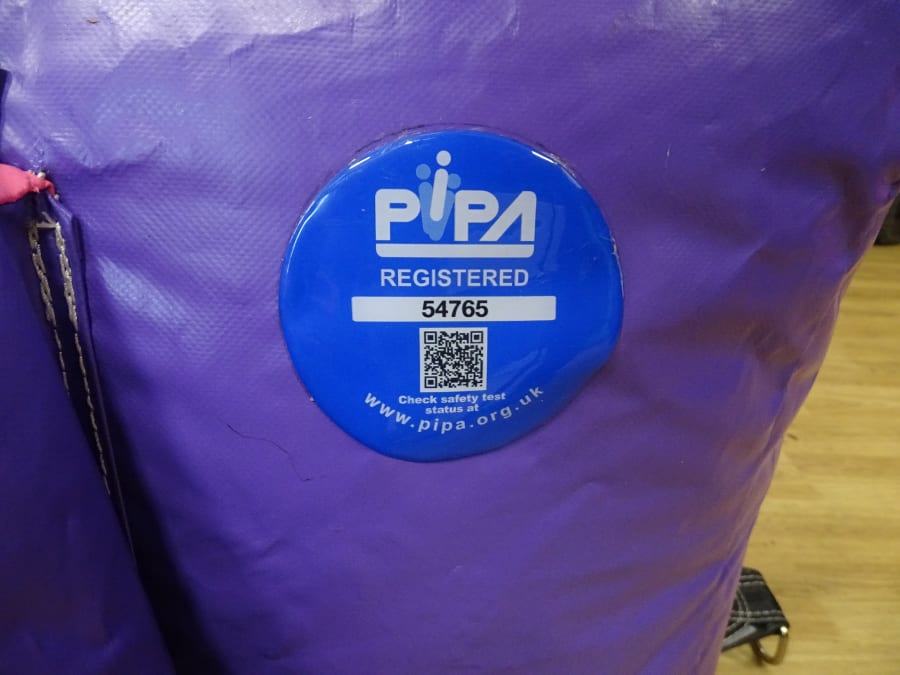 PiPA
REGISTERED
54765
Check safety test
status at
www.pipa.org.uk